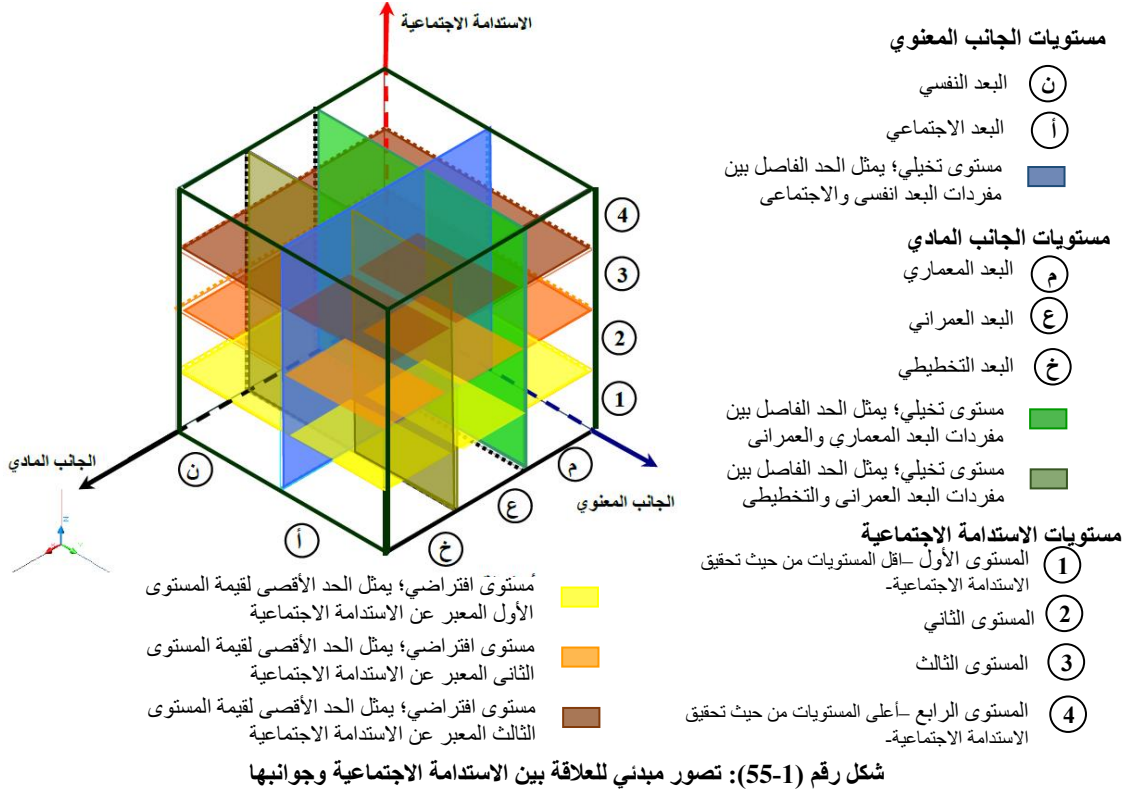 الاستدامة الاجتماعية
4
3
2
1
الجانب المادي
الجانب المعنوي
ن
أ
خ
ع
م
مستويات الجانب المعنوي
ن البعد النفسي
أ البعد الاجتماعي
مستوى تخيلي؛ يمثل الحد الفاصل بين
مفردات البعد انفسى والاجتماعى
مستويات الجانب المادي
م البعد المعماري
ع البعد العمراني
خ البعد التخطيطي
مستوى تخيلي؛ يمثل الحد الفاصل بين
مفردات البعد المعماري والعمرانى
مستوى تخيلي؛ يمثل الحد الفاصل بين
مفردات البعد العمرانى والتخطيطى
مستويات الاستدامة الاجتماعية
1 المستوى الأول –اقل المستويات من حيث تحقيق
الاستدامة الاجتماعية-
2 المستوى الثاني
3 المستوى الثالث
4 المستوى الرابع –أعلى المستويات من حيث تحقيق
الاستدامة الاجتماعية-
مستوى افتراضي؛ يمثل الحد الأقصى لقيمة المستوى
الأول المعبر عن الاستدامة الاجتماعية
مستوى افتراضي؛ يمثل الحد الأقصى لقيمة المستوى
الثانى المعبر عن الاستدامة الاجتماعية
مستوى افتراضي؛ يمثل الحد الأقصى لقيمة المستوى
الثالث المعبر عن الاستدامة الاجتماعية
شكل رقم (1-55): تصور مبدئي للعلاقة بين الاستدامة الاجتماعية وجوانبها